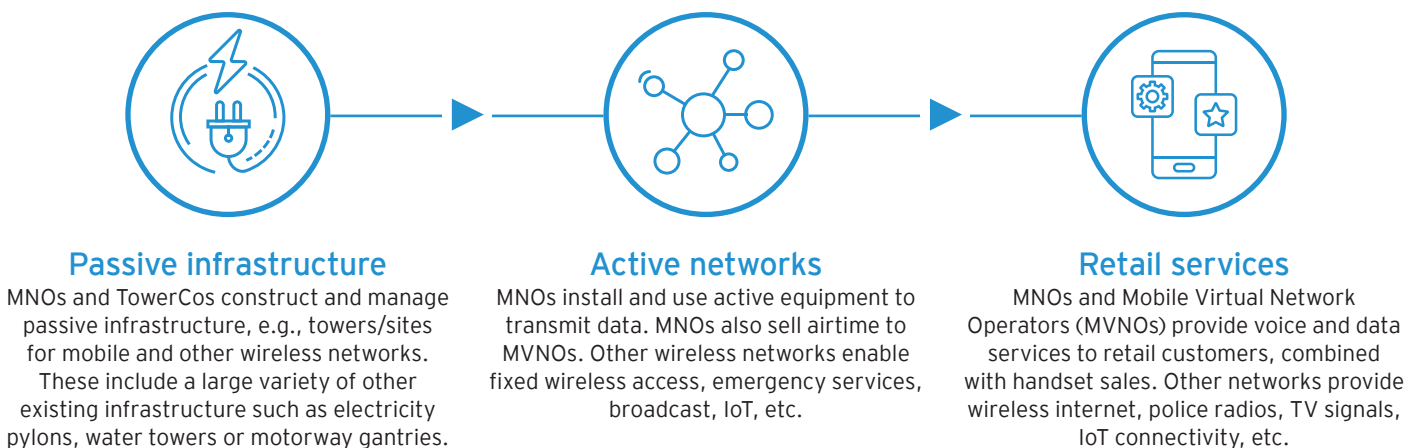 Passive infrastructure
MNOs and TowerCos construct and manage
passive infrastructure, e.g., towers/sites
for mobile and other wireless networks.
These include a large variety of other
existing infrastructure such as electricity
pylons, water towers or motorway gantries.
Active networks
MNOs install and use active equipment to
transmit data. MNOs also sell airtime to
MVNOs. Other wireless networks enable
fixed wireless access, emergency services,
broadcast, IoT, etc.
Retail services
MNOs and Mobile Virtual Network
Operators (MVNOs) provide voice and data
services to retail customers, combined
with handset sales. Other networks provide
wireless internet, police radios, TV signals,
IoT connectivity, etc.